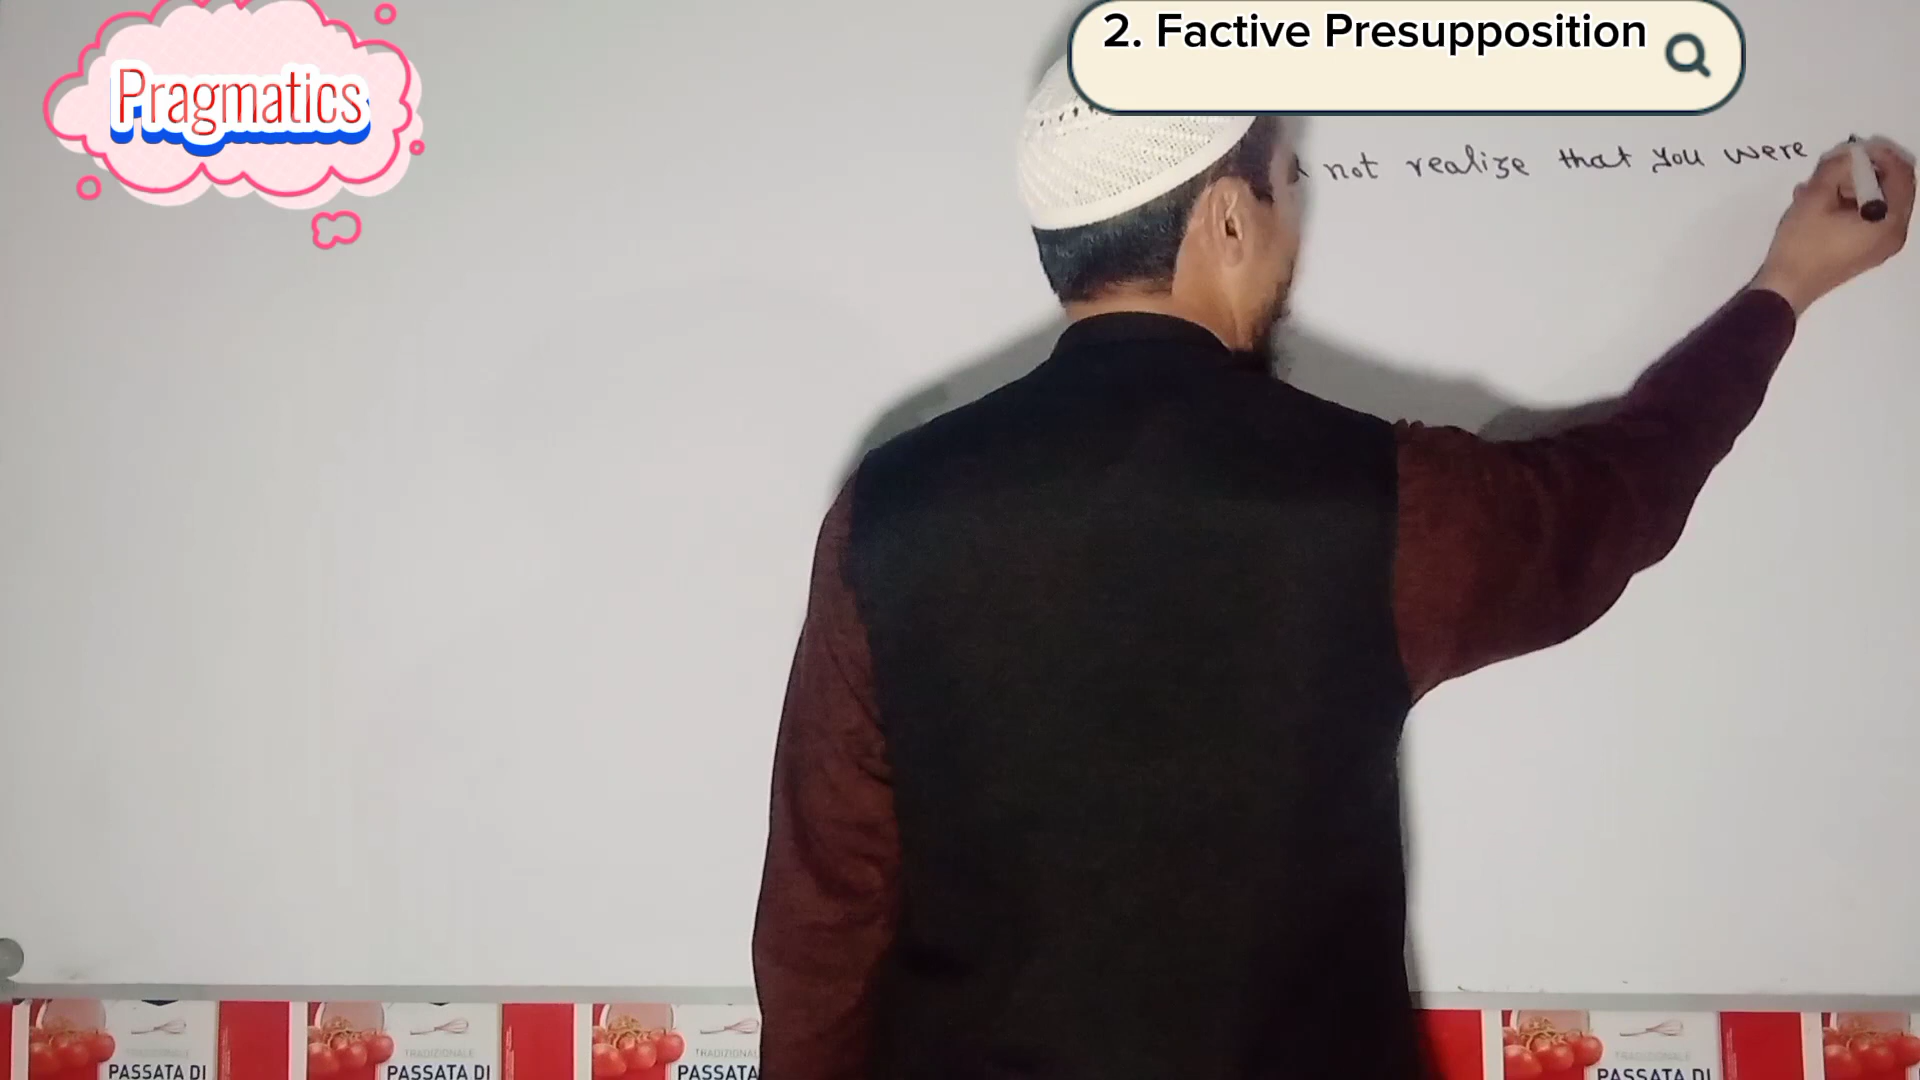 Pragmatics
2. Factive Presupposition
not realize that you were
TRADIZIONALE TRADIZIONALE TRADIZIONAL TRADIZIONALE
PASSATA DI PASSATA DI PASSATA PASSATA DI